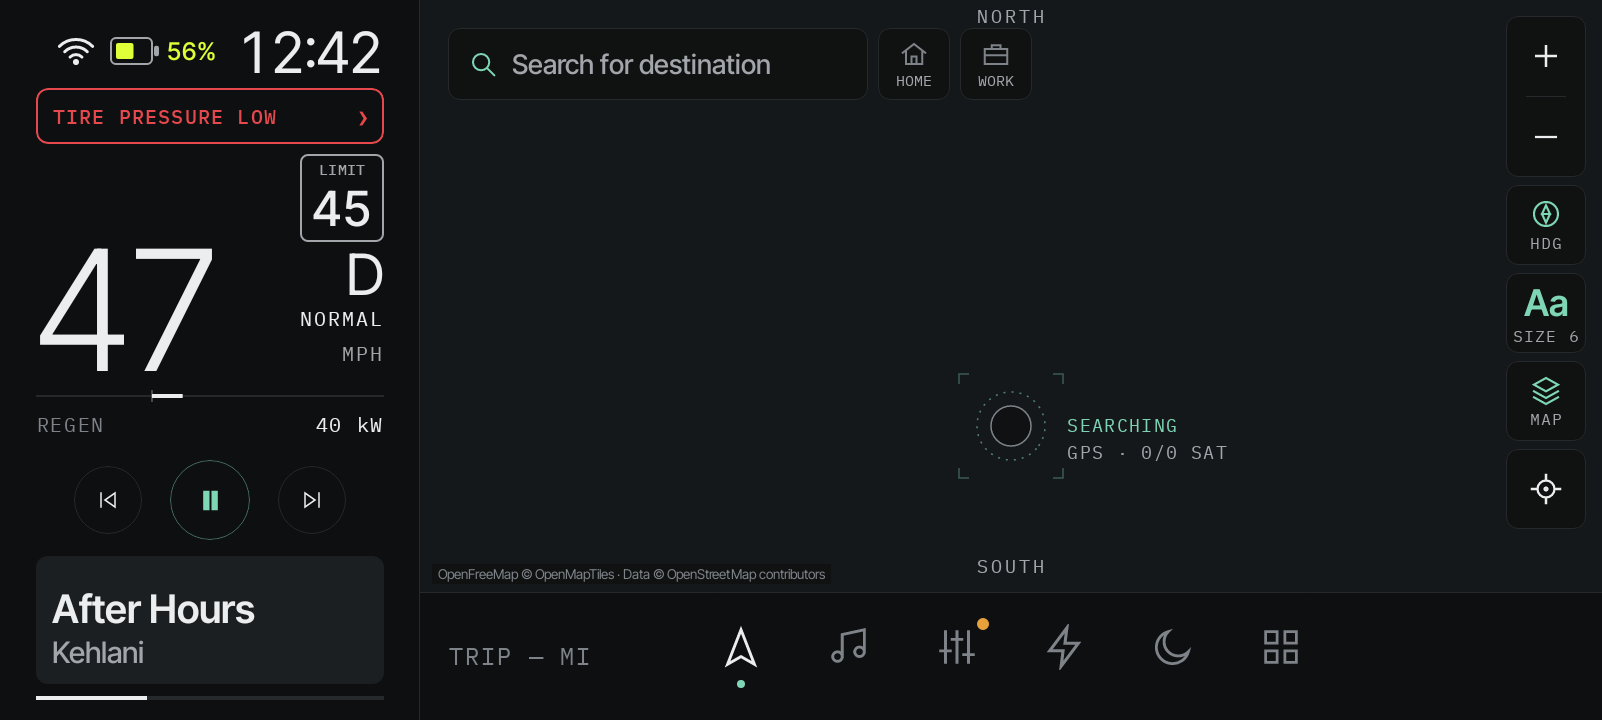 56%
12:42
TIRE PRESSURE LOW ❯
LIMIT
45
47
D
NORMAL
MPH
REGEN
40 kW
After Hours
Kehlani
NORTH
Search for destination
HOME
WORK
HDG
Aa
SIZE 6
MAP
SEARCHING
GPS · 0/0 SAT
SOUTH
OpenFreeMap © OpenMapTiles · Data © OpenStreetMap contributors
TRIP — MI